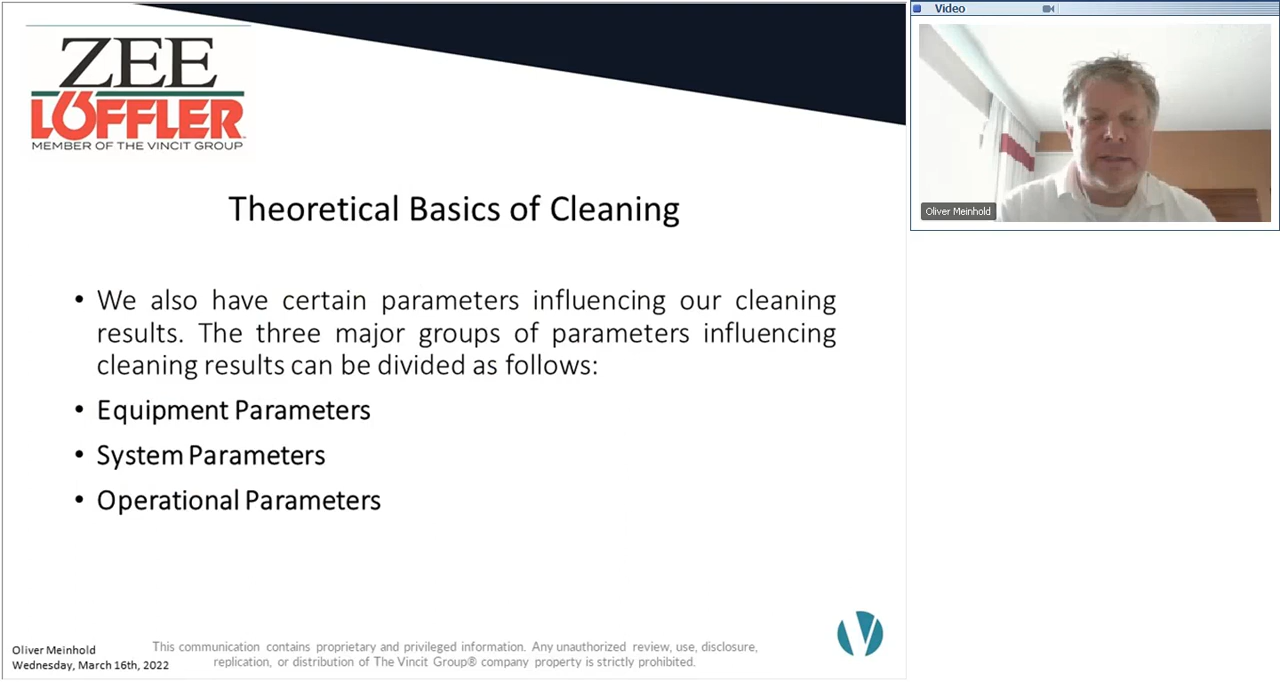 ZEE
LÖFFLER
MEMBER OF THE VINCIT GROUP
Theoretical Basics of Cleaning
• We also have certain parameters influencing our cleaning
results. The three major groups of parameters influencing
cleaning results can be divided as follows:
• Equipment Parameters
• System Parameters
• Operational Parameters
Oliver Meinhold
Wednesday, March 16th, 2022
This communication contains proprietary and privileged information. Any unauthorized review, use, disclosure,
replication, or distribution of The Vincit Group® company property is strictly prohibited.
Video
Oliver Meinhold